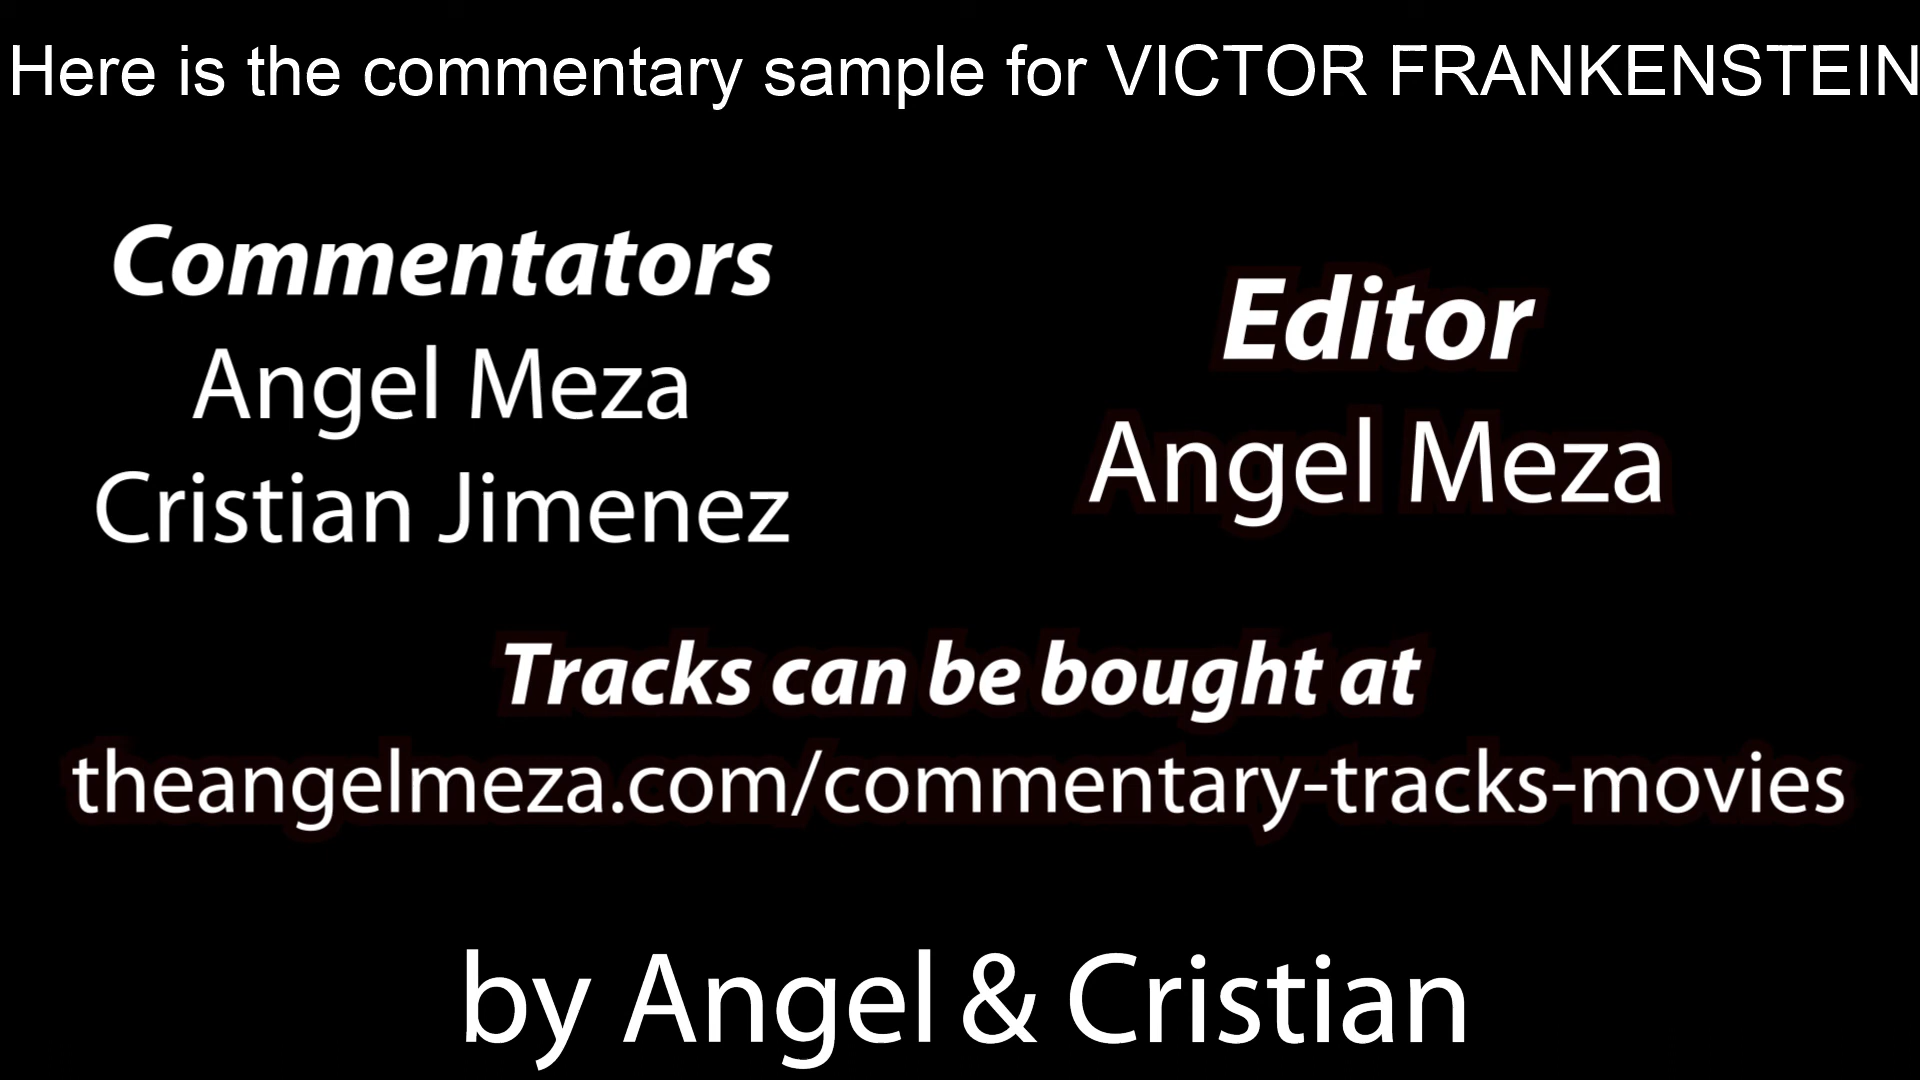 Here is the commentary sample for VICTOR FRANKENSTEIN
Commentators
Angel Meza
Cristian Jimenez
Editor
Angel Meza
Tracks can be bought at
theangelmeza.com/commentary-tracks-movies
by Angel & Cristian